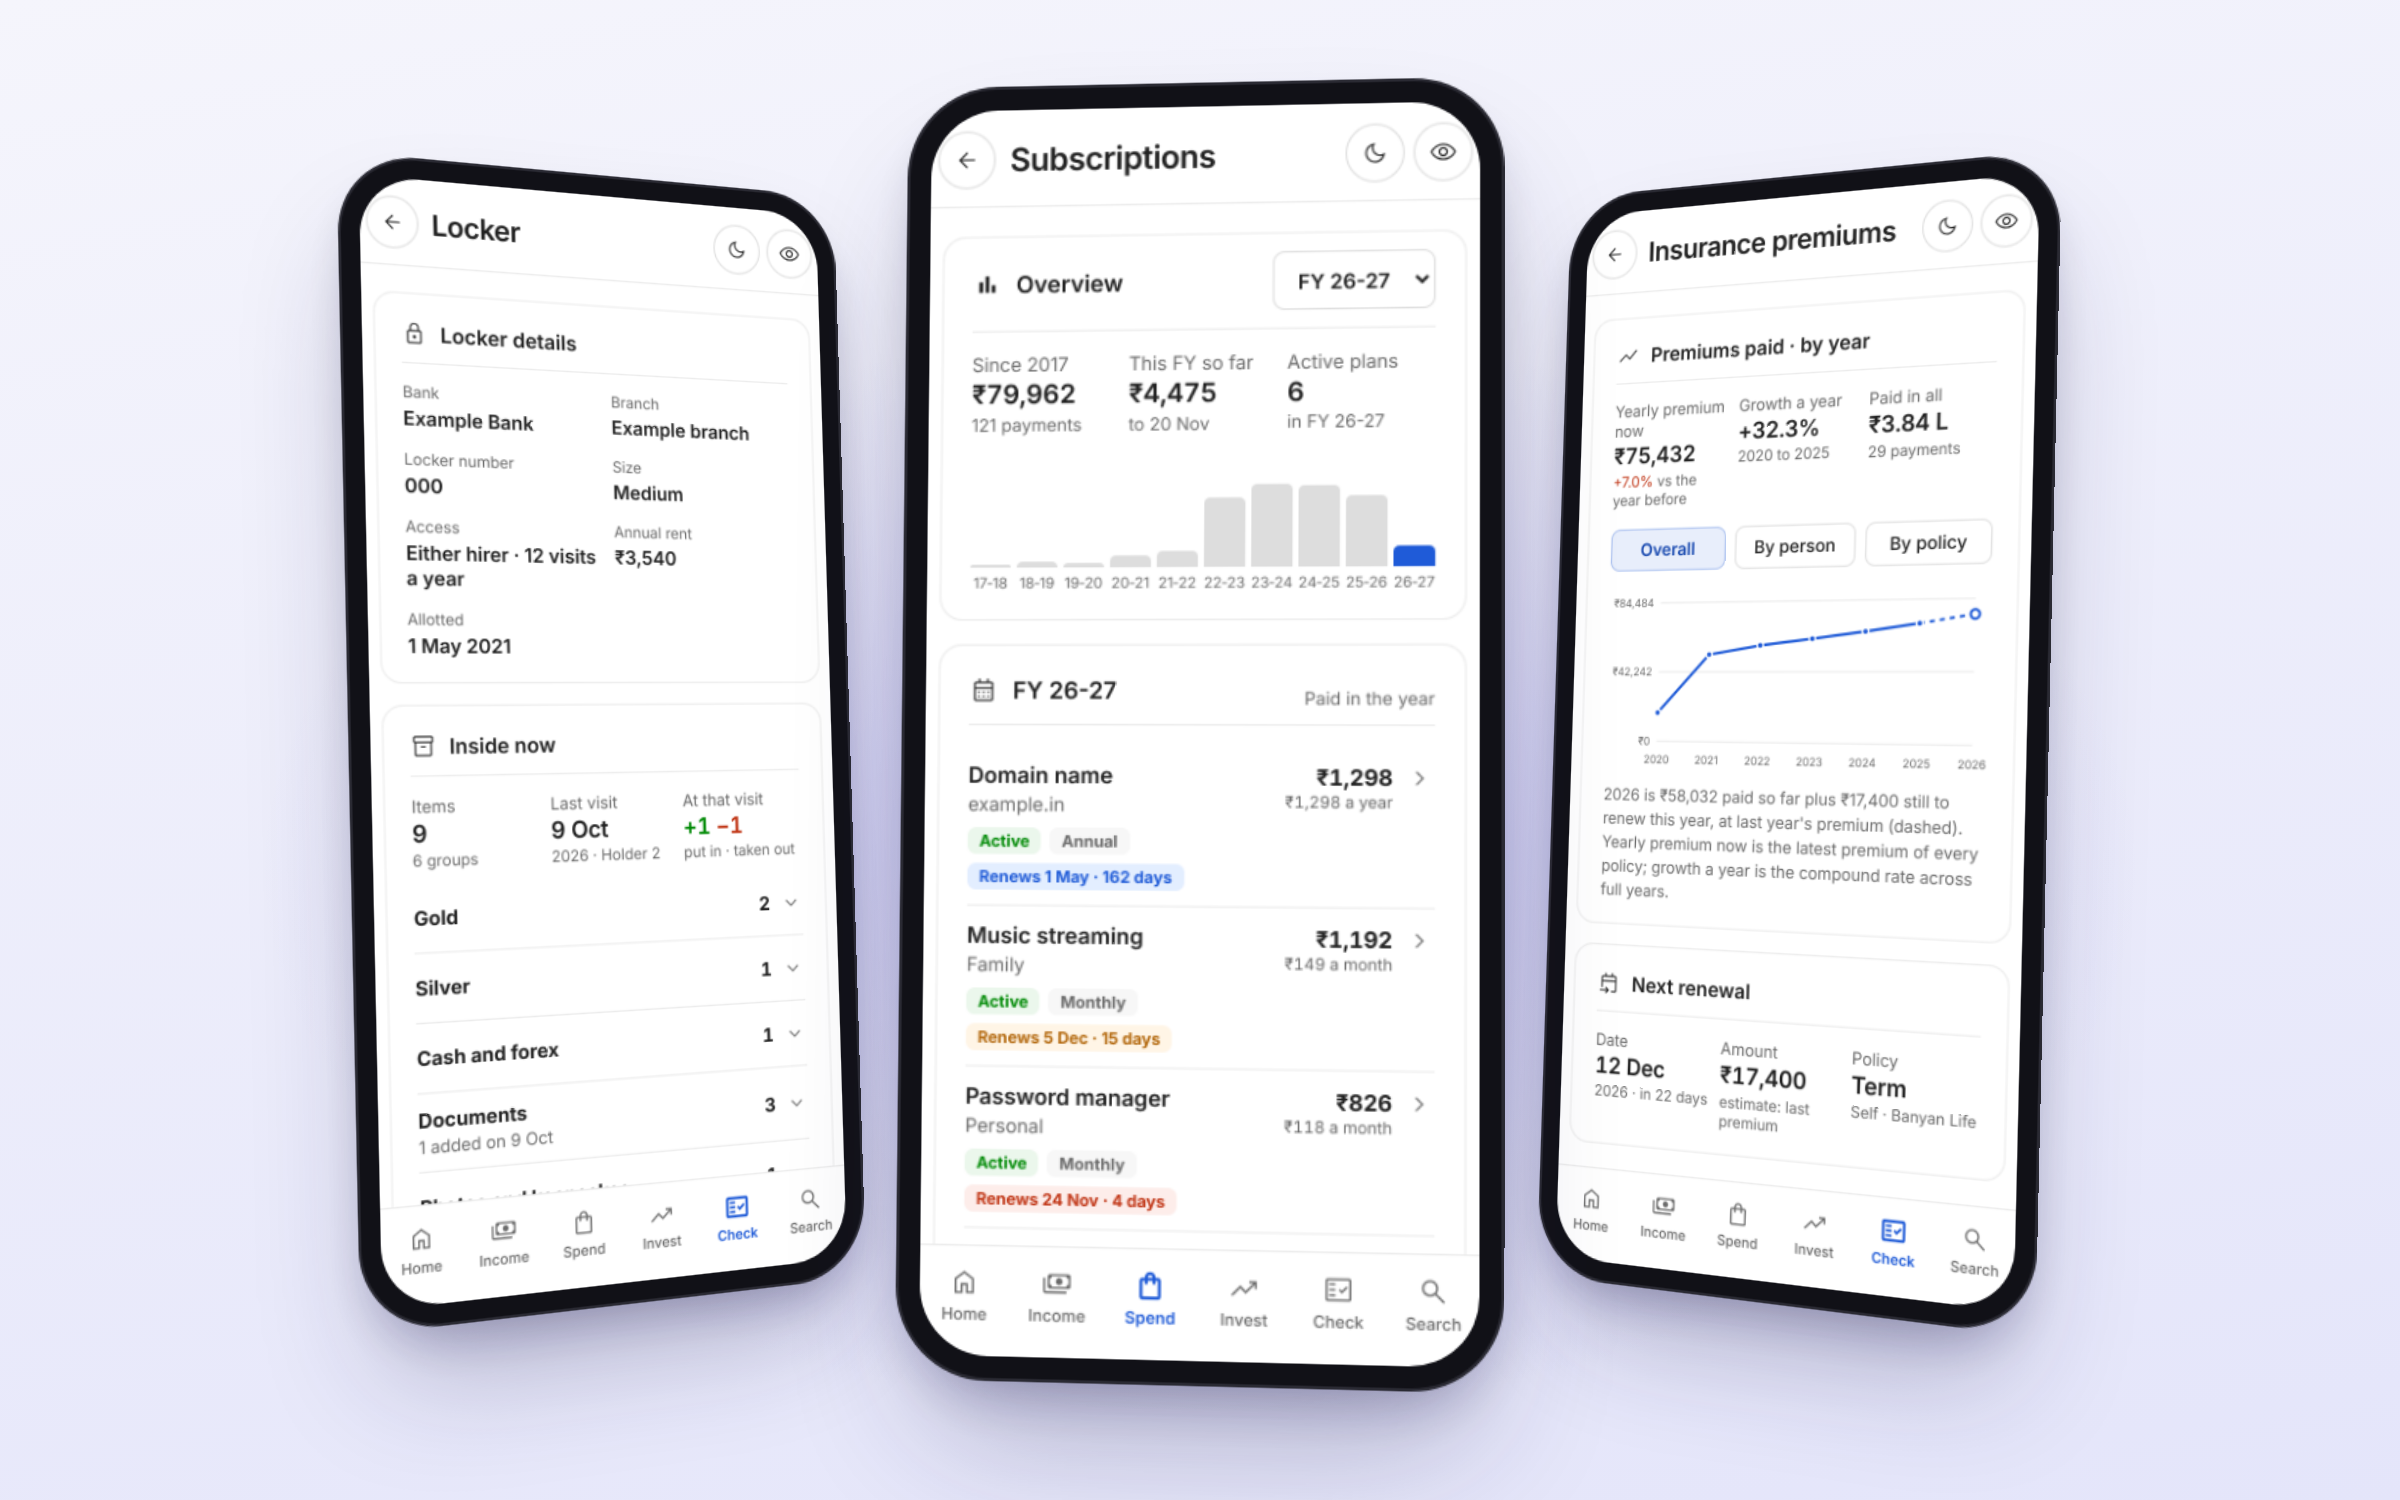 Locker
Locker details
Bank
Example Bank
Branch
Example branch
Locker number
000
Size
Medium
Access
Either hirer · 12 visits
a year
Annual rent
₹3,540
Allotted
1 May 2021
Inside now
Items
9
6 groups
Last visit
9 Oct
2026 · Holder 2
At that visit
+1 −1
put in · taken out
Gold 2
Silver 1
Cash and forex 1
Documents 3
1 added on 9 Oct
Home Income Spend Invest Check Search
Subscriptions
Overview
FY 26-27
Since 2017
₹79,962
121 payments
This FY so far
₹4,475
to 20 Nov
Active plans
6
in FY 26-27
17-18 18-19 19-20 20-21 21-22 22-23 23-24 24-25 25-26 26-27
FY 26-27
Paid in the year
Domain name ₹1,298
example.in ₹1,298 a year
Active Annual
Renews 1 May · 162 days
Music streaming ₹1,192
Family ₹149 a month
Active Monthly
Renews 5 Dec · 15 days
Password manager ₹826
Personal ₹118 a month
Active Monthly
Renews 24 Nov · 4 days
Home Income Spend Invest Check Search
Insurance premiums
Premiums paid · by year
Yearly premium
now
₹75,432
+7.0% vs the
year before
Growth a year
+32.3%
2020 to 2025
Paid in all
₹3.84 L
29 payments
Overall By person By policy
₹84,484
₹42,242
₹0
2020 2021 2022 2023 2024 2025 2026
2026 is ₹58,032 paid so far plus ₹17,400 still to
renew this year, at last year's premium (dashed).
Yearly premium now is the latest premium of every
policy; growth a year is the compound rate across
full years.
Next renewal
Date
12 Dec
2026 · in 22 days
Amount
₹17,400
estimate: last
premium
Policy
Term
Self · Banyan Life
Home Income Spend Invest Check Search